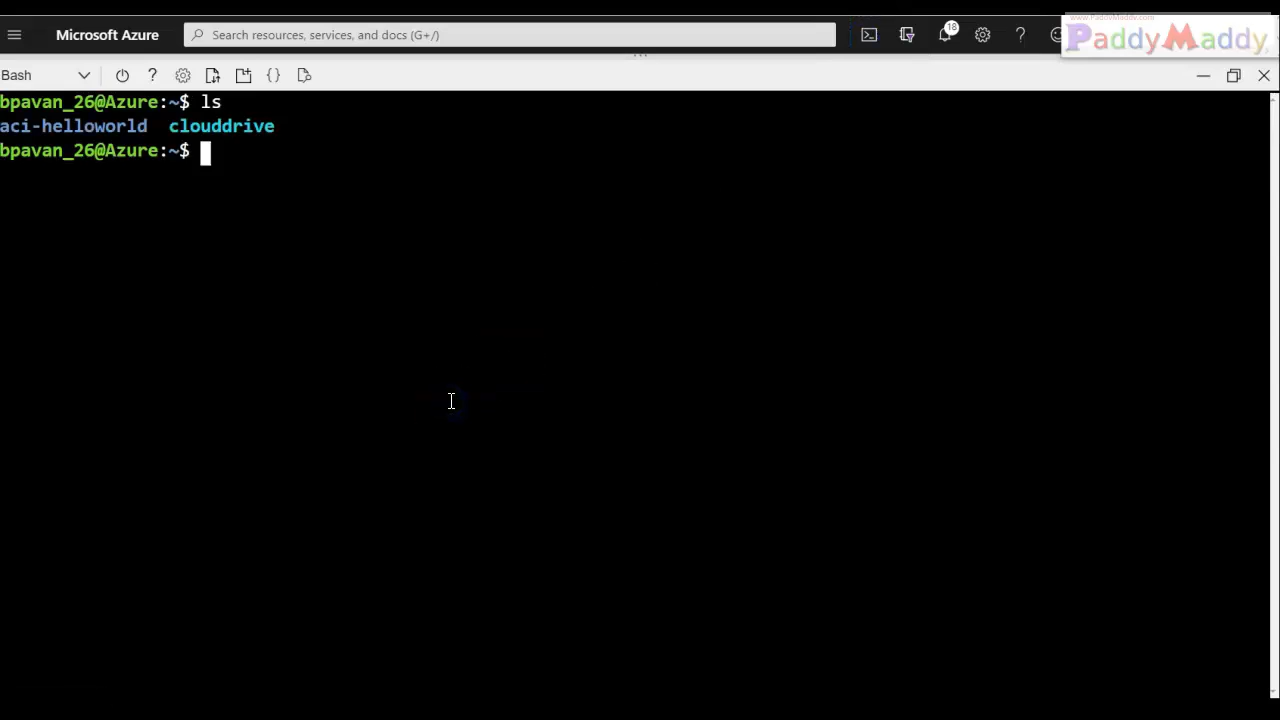 www.PaddyMaddy.com
Microsoft Azure
Search resources, services, and docs (G+/)
18
PaddyMaddy
Bash
bpavan_26@Azure:~$ ls
aci-helloworld clouddrive
bpavan_26@Azure:~$